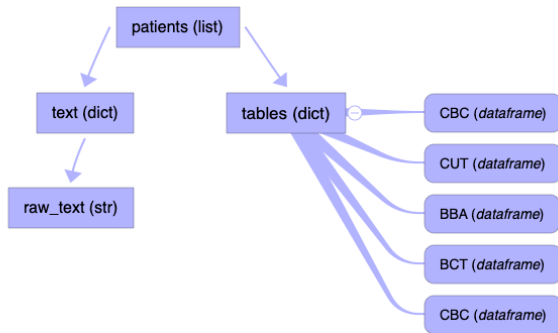 patients (list)
text (dict)
tables (dict)
raw_text (str)
CBC (dataframe)
CUT (dataframe)
BBA (dataframe)
BCT (dataframe)
CBC (dataframe)